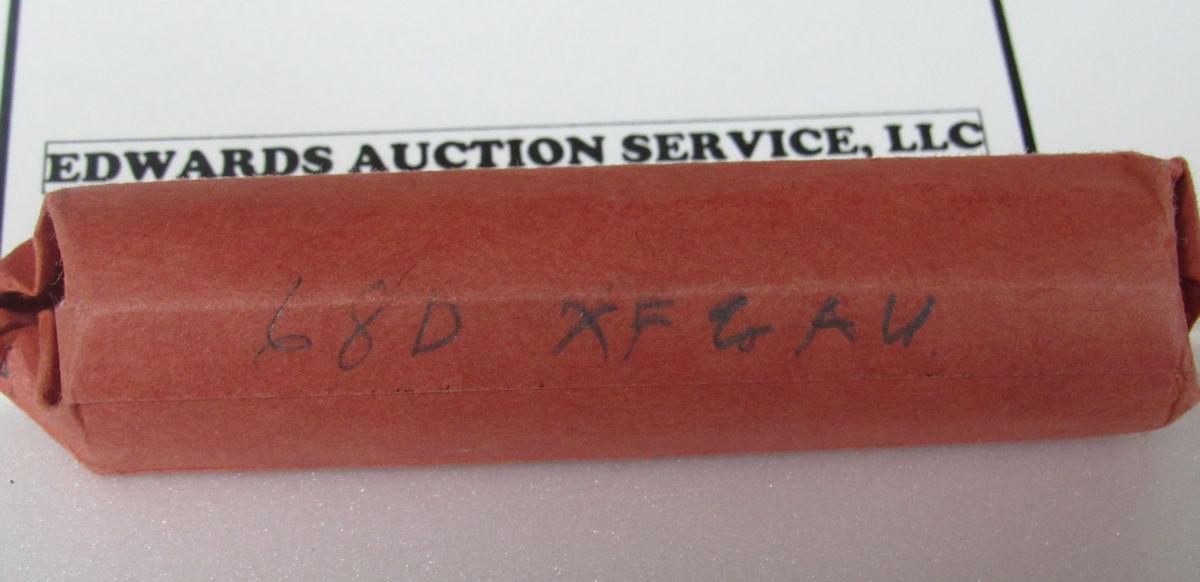 EDWARDS AUCTION SERVICE, LLC
68D XF & AU